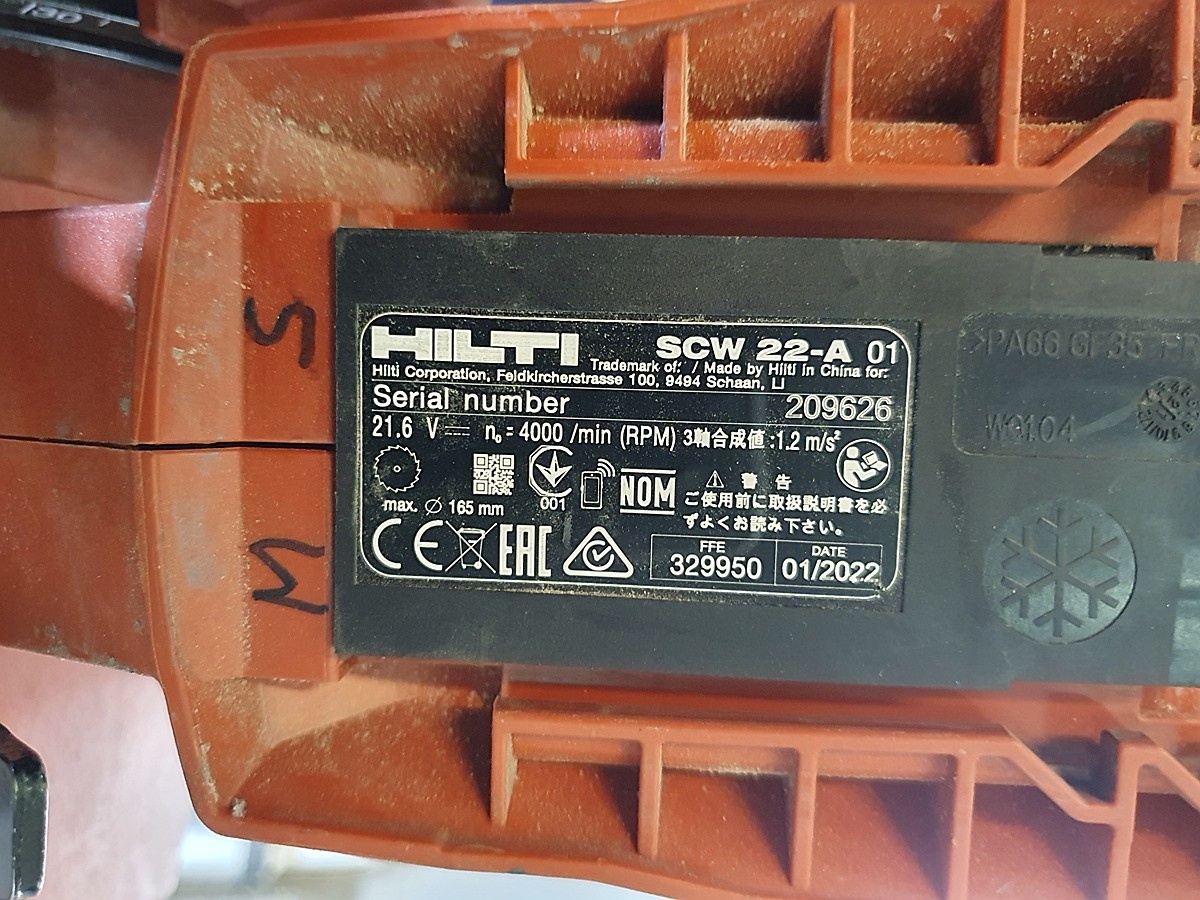 HILTI SCW 22-A 01
Trademark of: / Made by Hilti in China for:
Hilti Corporation, Feldkircherstrasse 100, 9494 Schaan, LI
Serial number 209626
21.6 V n₀ = 4000 /min (RPM) 3軸合成値:1.2 m/s²
max. Ø 165 mm
001
NOM
警 告
ご使用前に取扱説明書を必
ずよくお読み下さい。
CE EAC
FFE
329950
DATE
01/2022
S
M
>PA66 GF35 FR